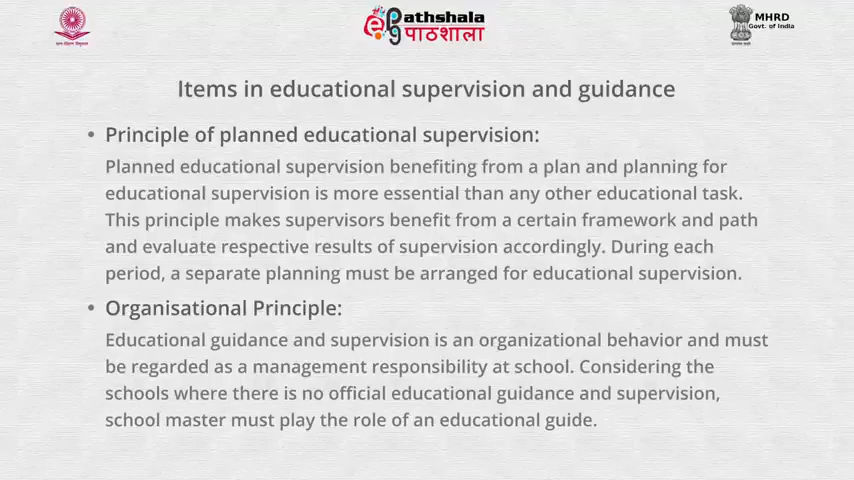 ePathshala
पाठशाला
MHRD
Govt. of India
Items in educational supervision and guidance
• Principle of planned educational supervision:
Planned educational supervision benefiting from a plan and planning for
educational supervision is more essential than any other educational task.
This principle makes supervisors benefit from a certain framework and path
and evaluate respective results of supervision accordingly. During each
period, a separate planning must be arranged for educational supervision.
• Organisational Principle:
Educational guidance and supervision is an organizational behavior and must
be regarded as a management responsibility at school. Considering the
schools where there is no official educational guidance and supervision,
school master must play the role of an educational guide.